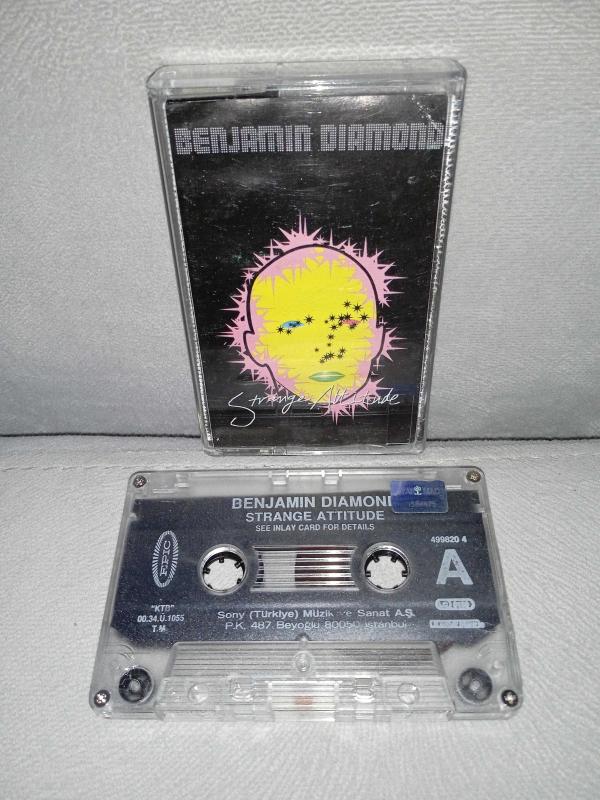 BENJAMIN DIAMOND
Strange Attitude
BENJAMIN DIAMOND
STRANGE ATTITUDE
SEE INLAY CARD FOR DETAILS
499820 4
A
"KTB"
00.34.Ü.1055
T.M.
Sony (Türkiye) Müzik ve Sanat A.Ş.
P.K. 487 Beyoğlu 80050 İstanbul